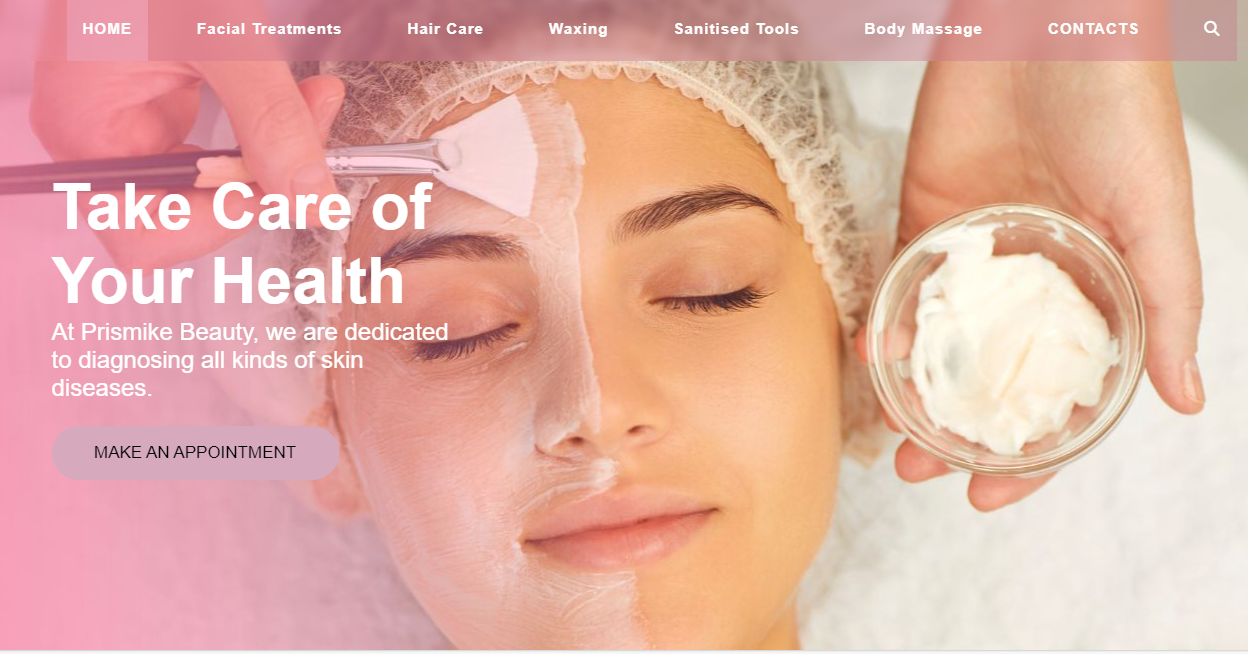 HOME
Facial Treatments
Hair Care
Waxing
Sanitised Tools
Body Massage
CONTACTS
Take Care of
Your Health
At Prismike Beauty, we are dedicated
to diagnosing all kinds of skin
diseases.
MAKE AN APPOINTMENT